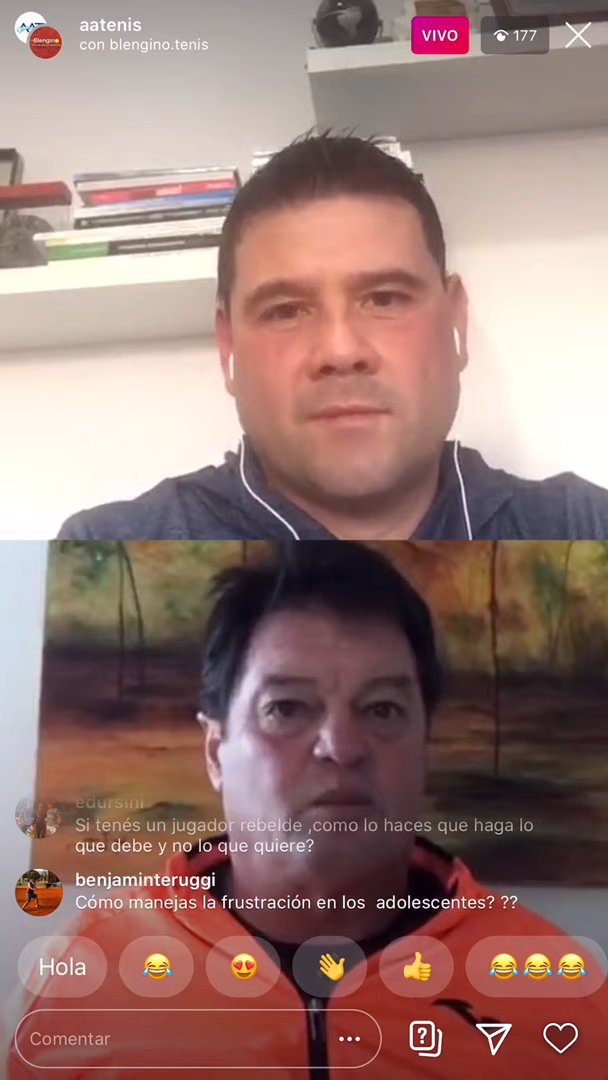 aatenis
con blengino.tenis
VIVO
177
Blengino
edursini
Si tenés un jugador rebelde ,como lo haces que haga lo
que debe y no lo que quiere?
benjaminteruggi
Cómo manejas la frustración en los  adolescentes? ??
Hola
Comentar